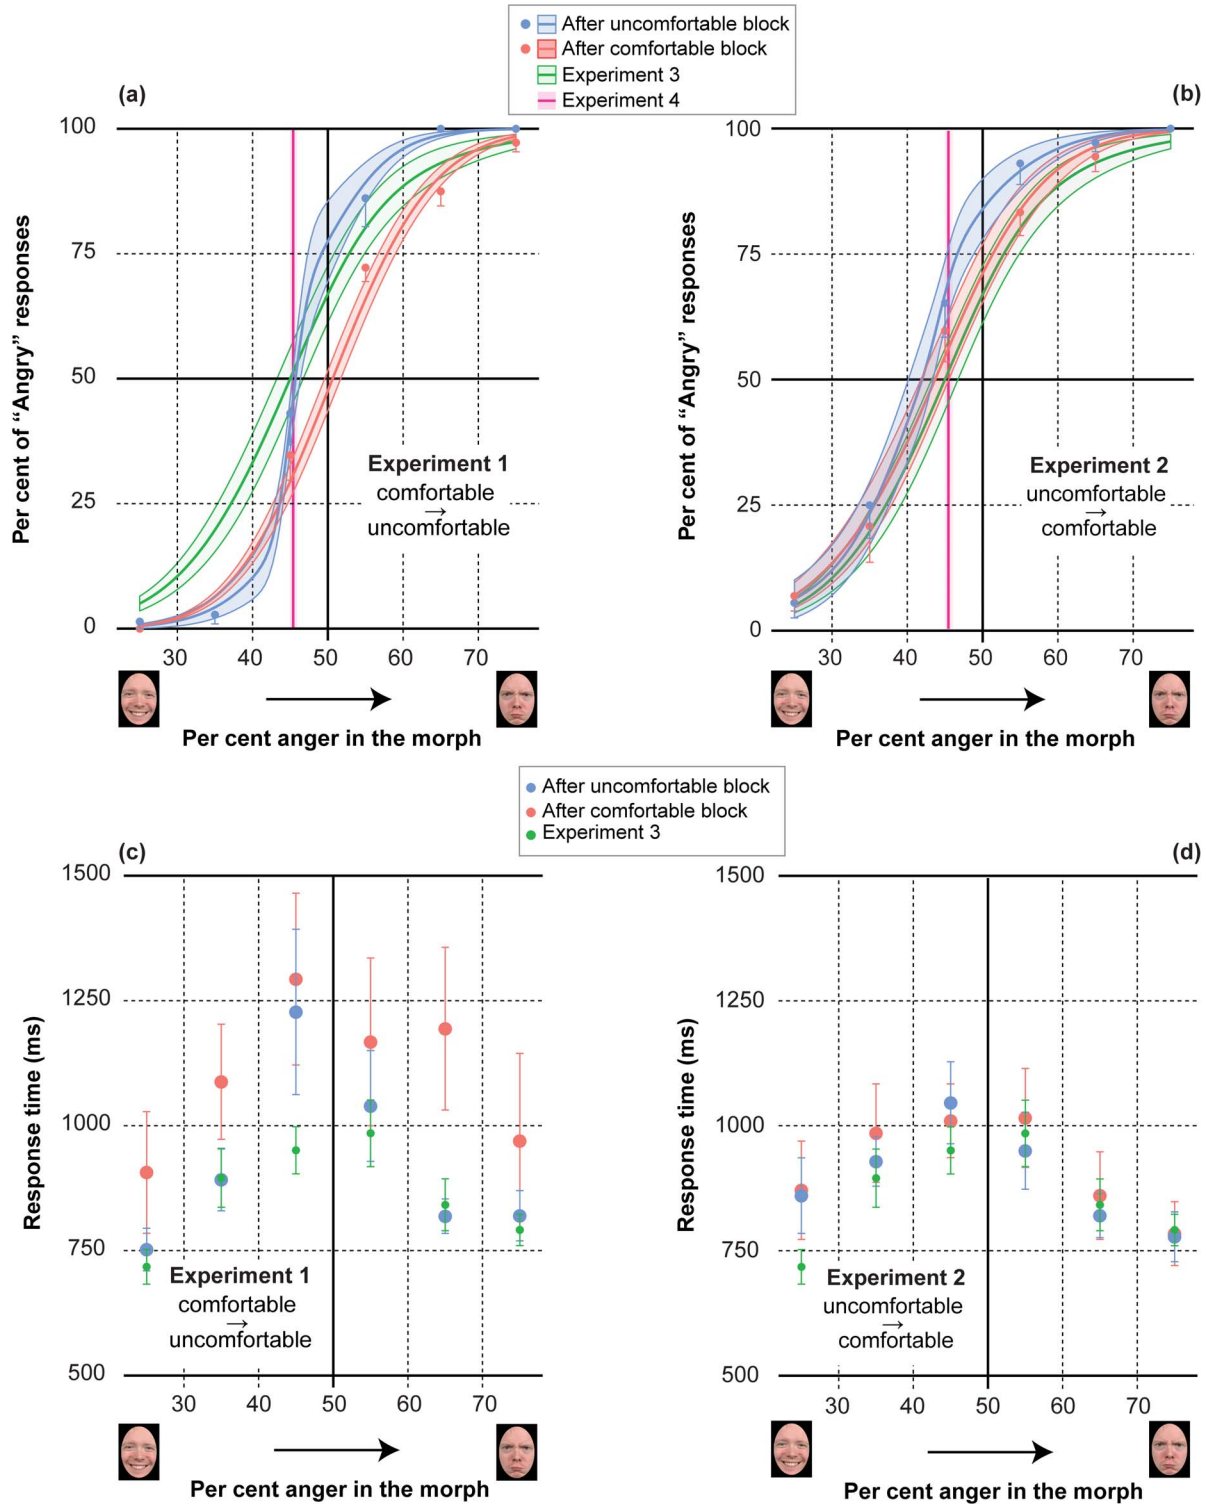 After uncomfortable block
After comfortable block
Experiment 3
Experiment 4
(a)
Per cent of “Angry” responses
100
75
50
25
0
Experiment 1
comfortable
→
uncomfortable
30 40 50 60 70
Per cent anger in the morph
(b)
Per cent of “Angry” responses
100
75
50
25
0
Experiment 2
uncomfortable
→
comfortable
30 40 50 60 70
Per cent anger in the morph
After uncomfortable block
After comfortable block
Experiment 3
(c)
Response time (ms)
1500
1250
1000
750
500
Experiment 1
comfortable
→
uncomfortable
30 40 50 60 70
Per cent anger in the morph
(d)
Response time (ms)
1500
1250
1000
750
500
Experiment 2
uncomfortable
→
comfortable
30 40 50 60 70
Per cent anger in the morph